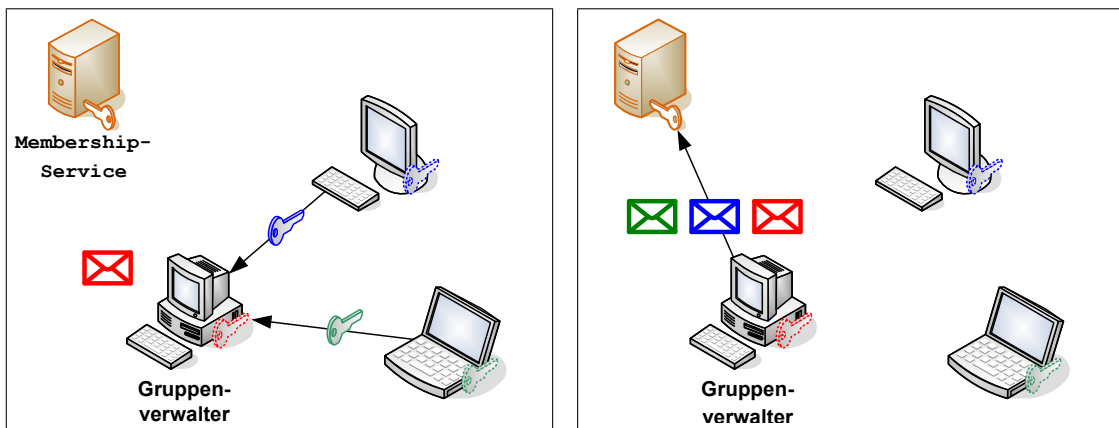 Membership-
Service
Gruppen-
verwalter
Gruppen-
verwalter